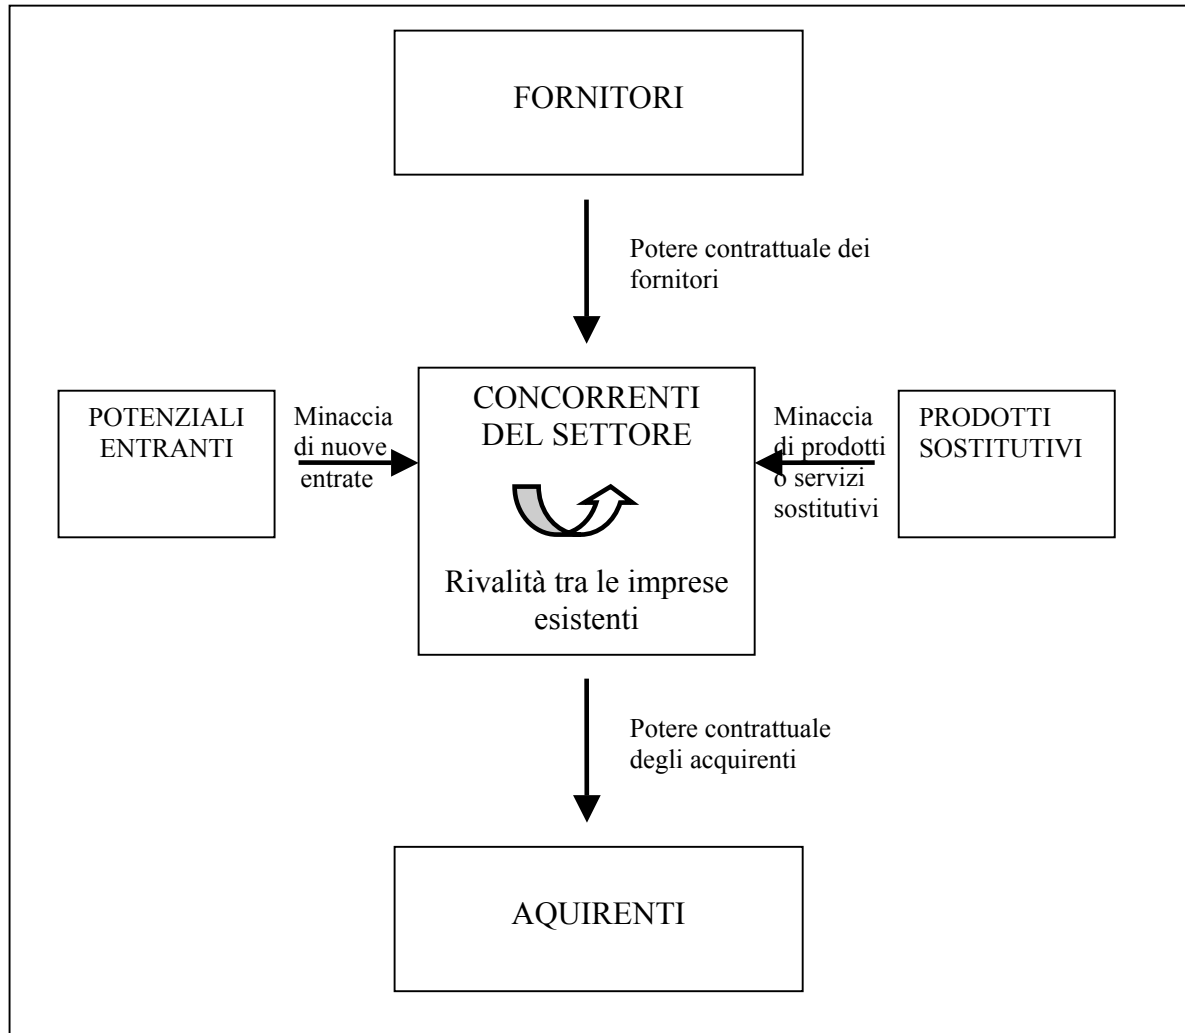 FORNITORI
Potere contrattuale dei
fornitori
POTENZIALI
ENTRANTI
Minaccia
di nuove
entrate
CONCORRENTI
DEL SETTORE
Rivalità tra le imprese
esistenti
Minaccia
di prodotti
o servizi
sostitutivi
PRODOTTI
SOSTITUTIVI
Potere contrattuale
degli acquirenti
AQUIRENTI